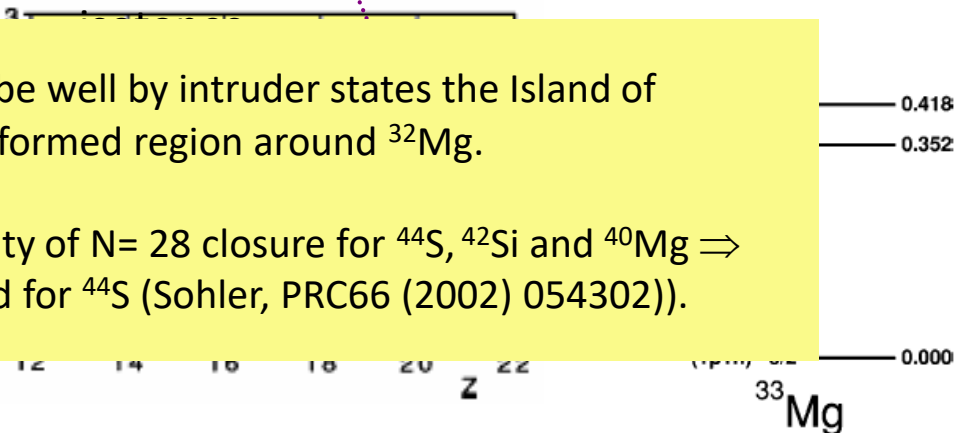 3
be well by intruder states the Island of
formed region around ³²Mg.
ty of N= 28 closure for ⁴⁴S, ⁴²Si and ⁴⁰Mg ⇒
d for ⁴⁴S (Sohler, PRC66 (2002) 054302)).
0.418
0.352
0.000
12 14 16 18 20 22
Z
³³Mg